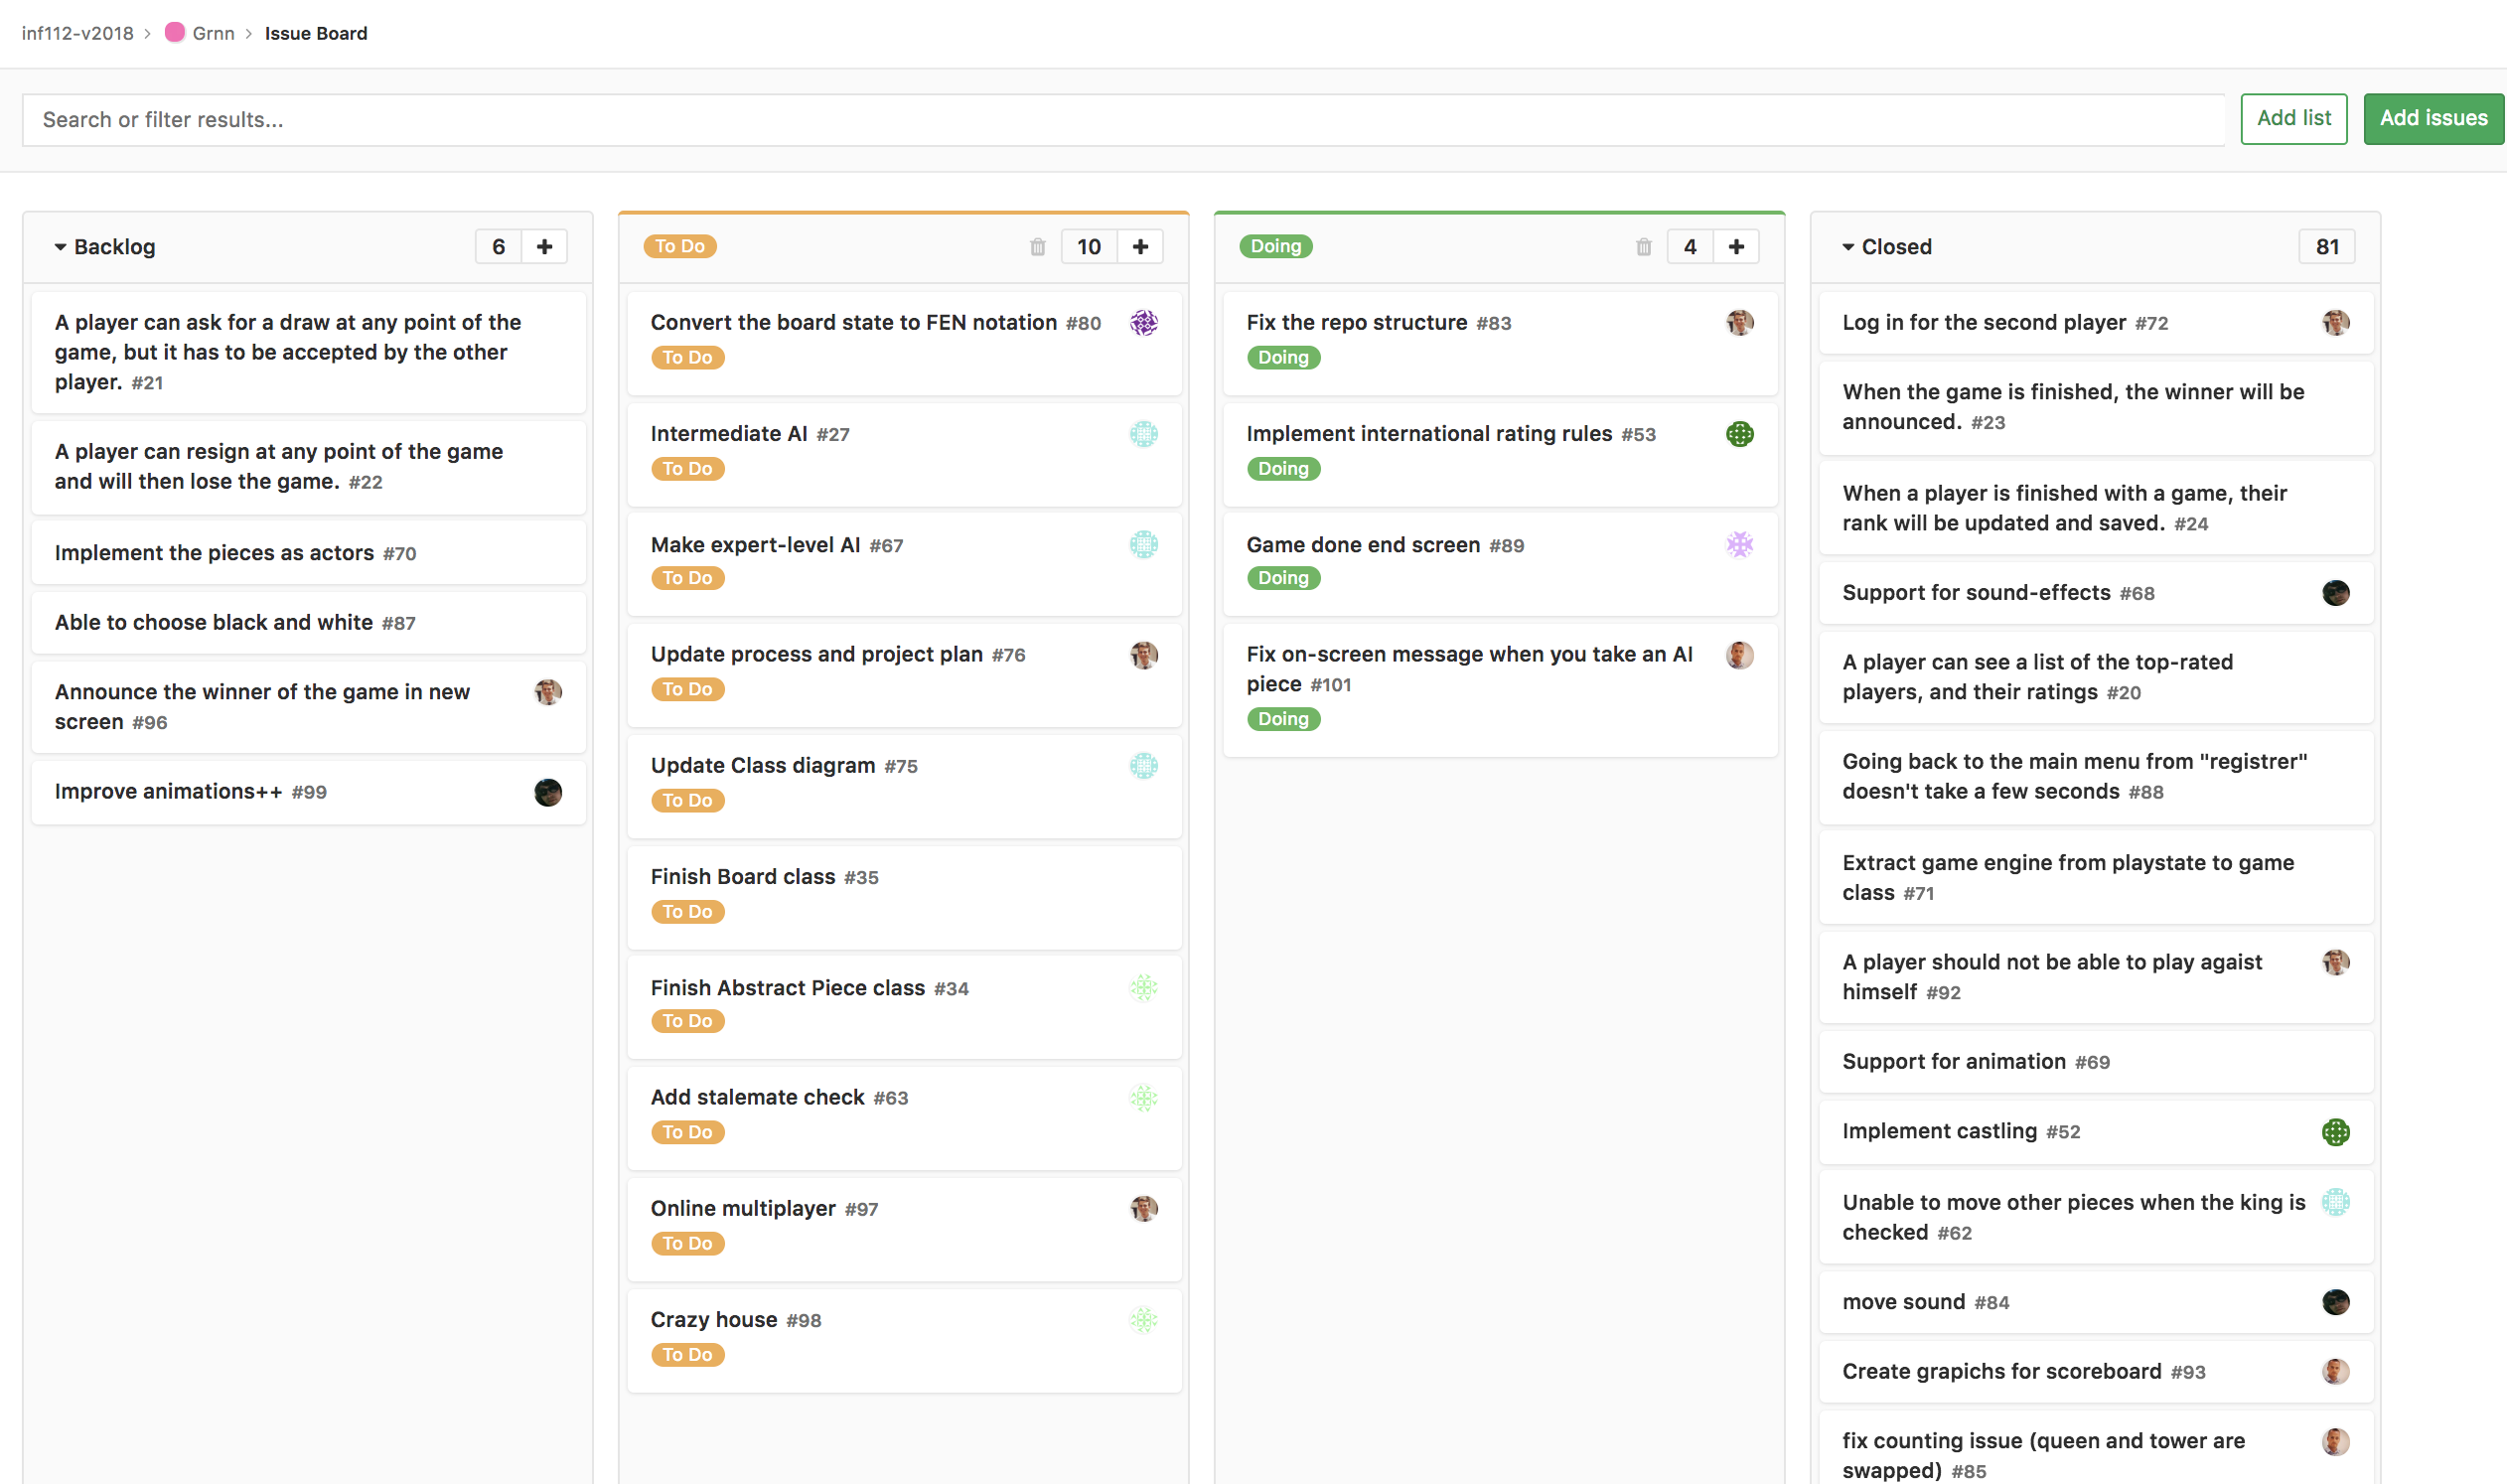 inf112-v2018 › Grnn › Issue Board
Search or filter results...
Add list
Add issues
Backlog
6
A player can ask for a draw at any point of the
game, but it has to be accepted by the other
player. #21
A player can resign at any point of the game
and will then lose the game. #22
Implement the pieces as actors #70
Able to choose black and white #87
Announce the winner of the game in new
screen #96
Improve animations++ #99
To Do
10
Convert the board state to FEN notation #80
To Do
Intermediate AI #27
To Do
Make expert-level AI #67
To Do
Update process and project plan #76
To Do
Update Class diagram #75
To Do
Finish Board class #35
To Do
Finish Abstract Piece class #34
To Do
Add stalemate check #63
To Do
Online multiplayer #97
To Do
Crazy house #98
To Do
Doing
4
Fix the repo structure #83
Doing
Implement international rating rules #53
Doing
Game done end screen #89
Doing
Fix on-screen message when you take an AI
piece #101
Doing
Closed
81
Log in for the second player #72
When the game is finished, the winner will be
announced. #23
When a player is finished with a game, their
rank will be updated and saved. #24
Support for sound-effects #68
A player can see a list of the top-rated
players, and their ratings #20
Going back to the main menu from "registrer"
doesn't take a few seconds #88
Extract game engine from playstate to game
class #71
A player should not be able to play agaist
himself #92
Support for animation #69
Implement castling #52
Unable to move other pieces when the king is
checked #62
move sound #84
Create grapichs for scoreboard #93
fix counting issue (queen and tower are
swapped) #85